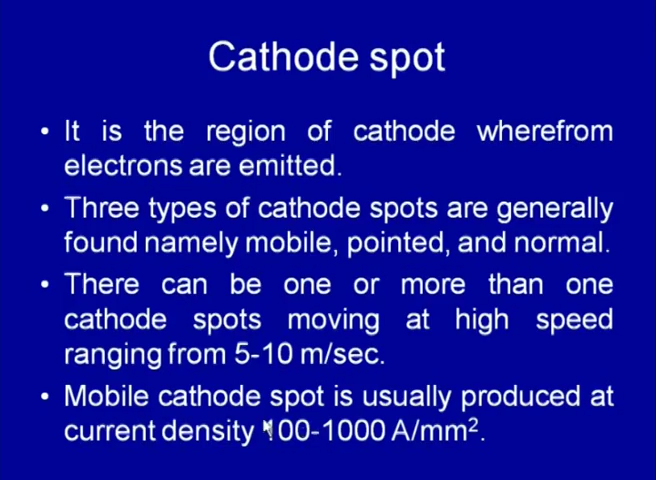 Cathode spot
• It is the region of cathode wherefrom
electrons are emitted.
• Three types of cathode spots are generally
found namely mobile, pointed, and normal.
• There can be one or more than one
cathode spots moving at high speed
ranging from 5-10 m/sec.
• Mobile cathode spot is usually produced at
current density 100-1000 A/mm².